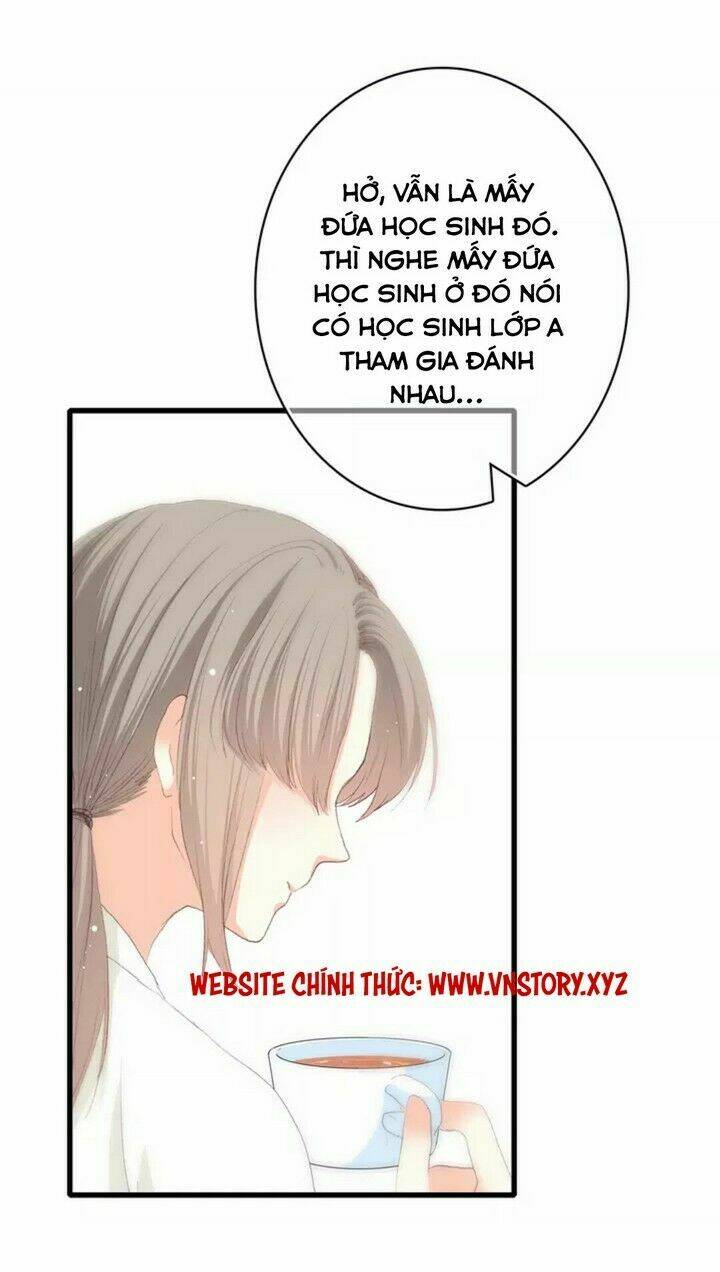 HỞ, VẪN LÀ MẤY
ĐỨA HỌC SINH ĐÓ.
THÌ NGHE MẤY ĐỨA
HỌC SINH Ở ĐÓ NÓI
CÓ HỌC SINH LỚP A
THAM GIA ĐÁNH
NHAU...
WEBSITE CHÍNH THỨC: WWW.VNSTORY.XYZ